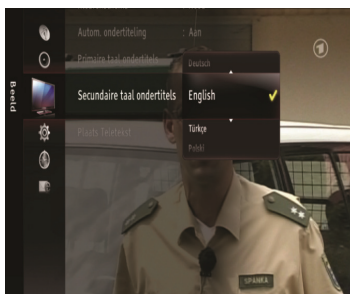 Autom. ondertiteling : Aan
Primaire taal ondertitels
Deutsch
Beeld
Secundaire taal ondertitels English
Türkçe
Plaats Teletekst
Polski
SPANKA